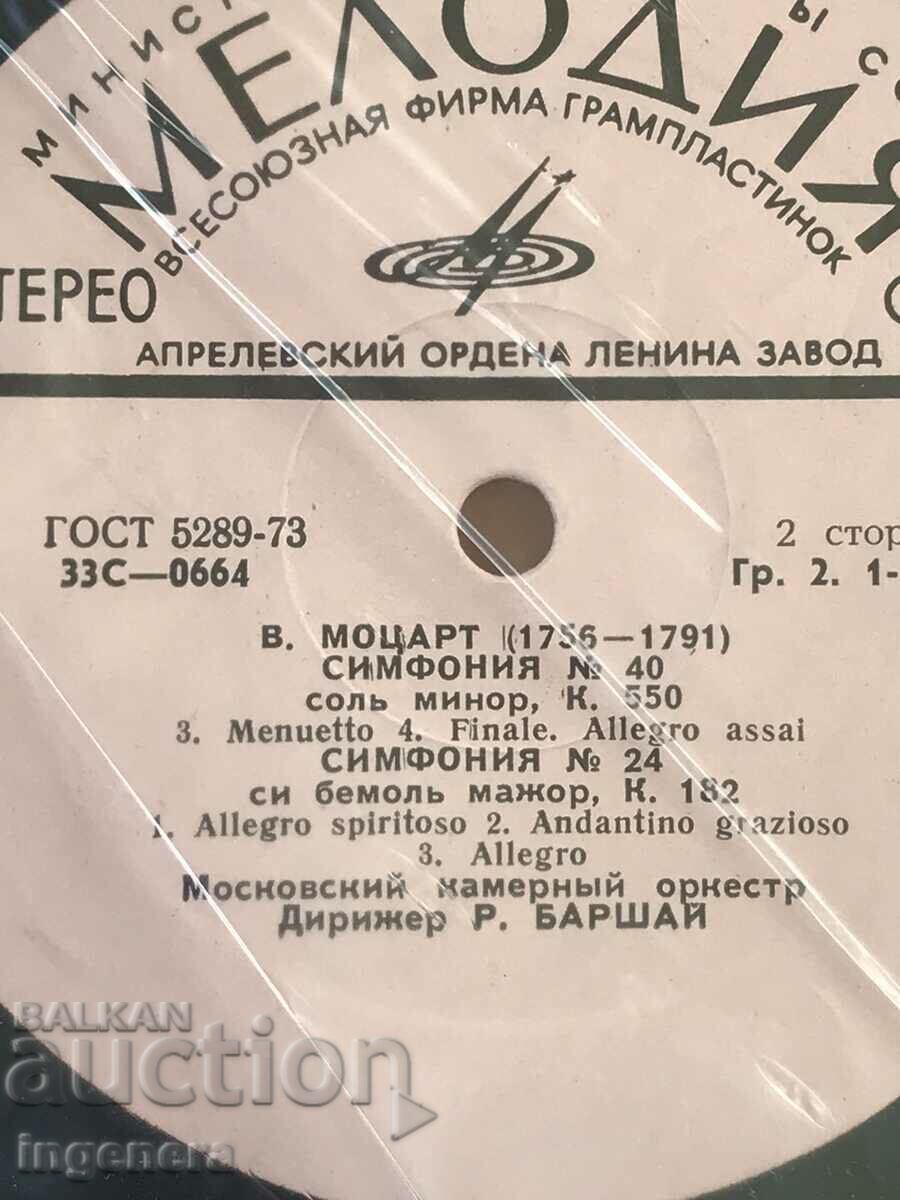 МЕЛОДИЯ
ВСЕСОЮЗНАЯ ФИРМА ГРАМПЛАСТИНОК
ТЕРЕО
АПРЕЛЕВСКИЙ ОРДЕНА ЛЕНИНА ЗАВОД
ГОСТ 5289-73
2 стор
33С—0664
Гр. 2. 1-
В. МОЦАРТ (1756—1791)
СИМФОНИЯ № 40
соль минор, К. 550
3. Menuetto 4. Finale. Allegro assai
СИМФОНИЯ № 24
си бемоль мажор, К. 182
1. Allegro spiritoso 2. Andantino grazioso
3. Allegro
Московский камерный оркестр
Дирижер Р. БАРШАЙ
BALKAN
auction
ingenera